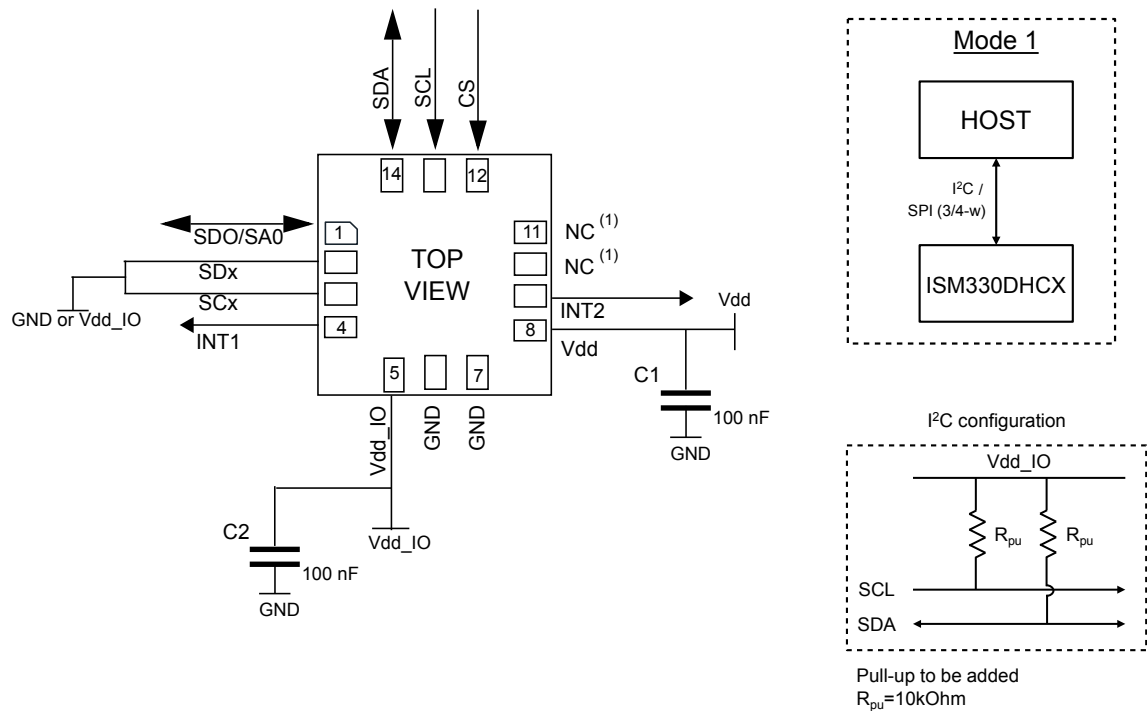 SDA
SCL
CS
14
12
SDO/SA0
1
TOP
VIEW
11
NC (1)
NC (1)
SDx
SCx
GND or Vdd_IO
INT1
4
INT2
8
Vdd
Vdd
5
7
Vdd_IO
GND
GND
C1
100 nF
GND
C2
100 nF
GND
Vdd_IO
Mode 1
HOST
I²C /
SPI (3/4-w)
ISM330DHCX
I²C configuration
Vdd_IO
Rpu
Rpu
SCL
SDA
Pull-up to be added
Rpu=10kOhm